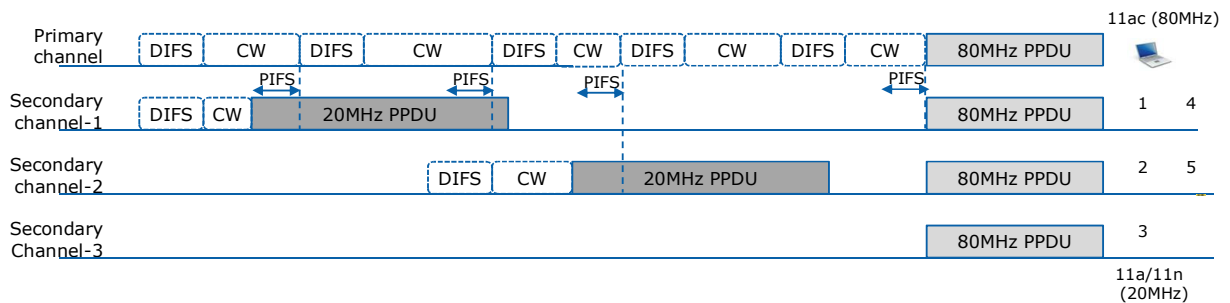 11ac (80MHz)
Primary
channel
DIFS CW DIFS CW DIFS CW DIFS CW DIFS CW 80MHz PPDU
PIFS PIFS PIFS PIFS
Secondary
channel-1
DIFS CW 20MHz PPDU 80MHz PPDU 1 4
Secondary
channel-2
DIFS CW 20MHz PPDU 80MHz PPDU 2 5
Secondary
Channel-3
80MHz PPDU 3
11a/11n
(20MHz)